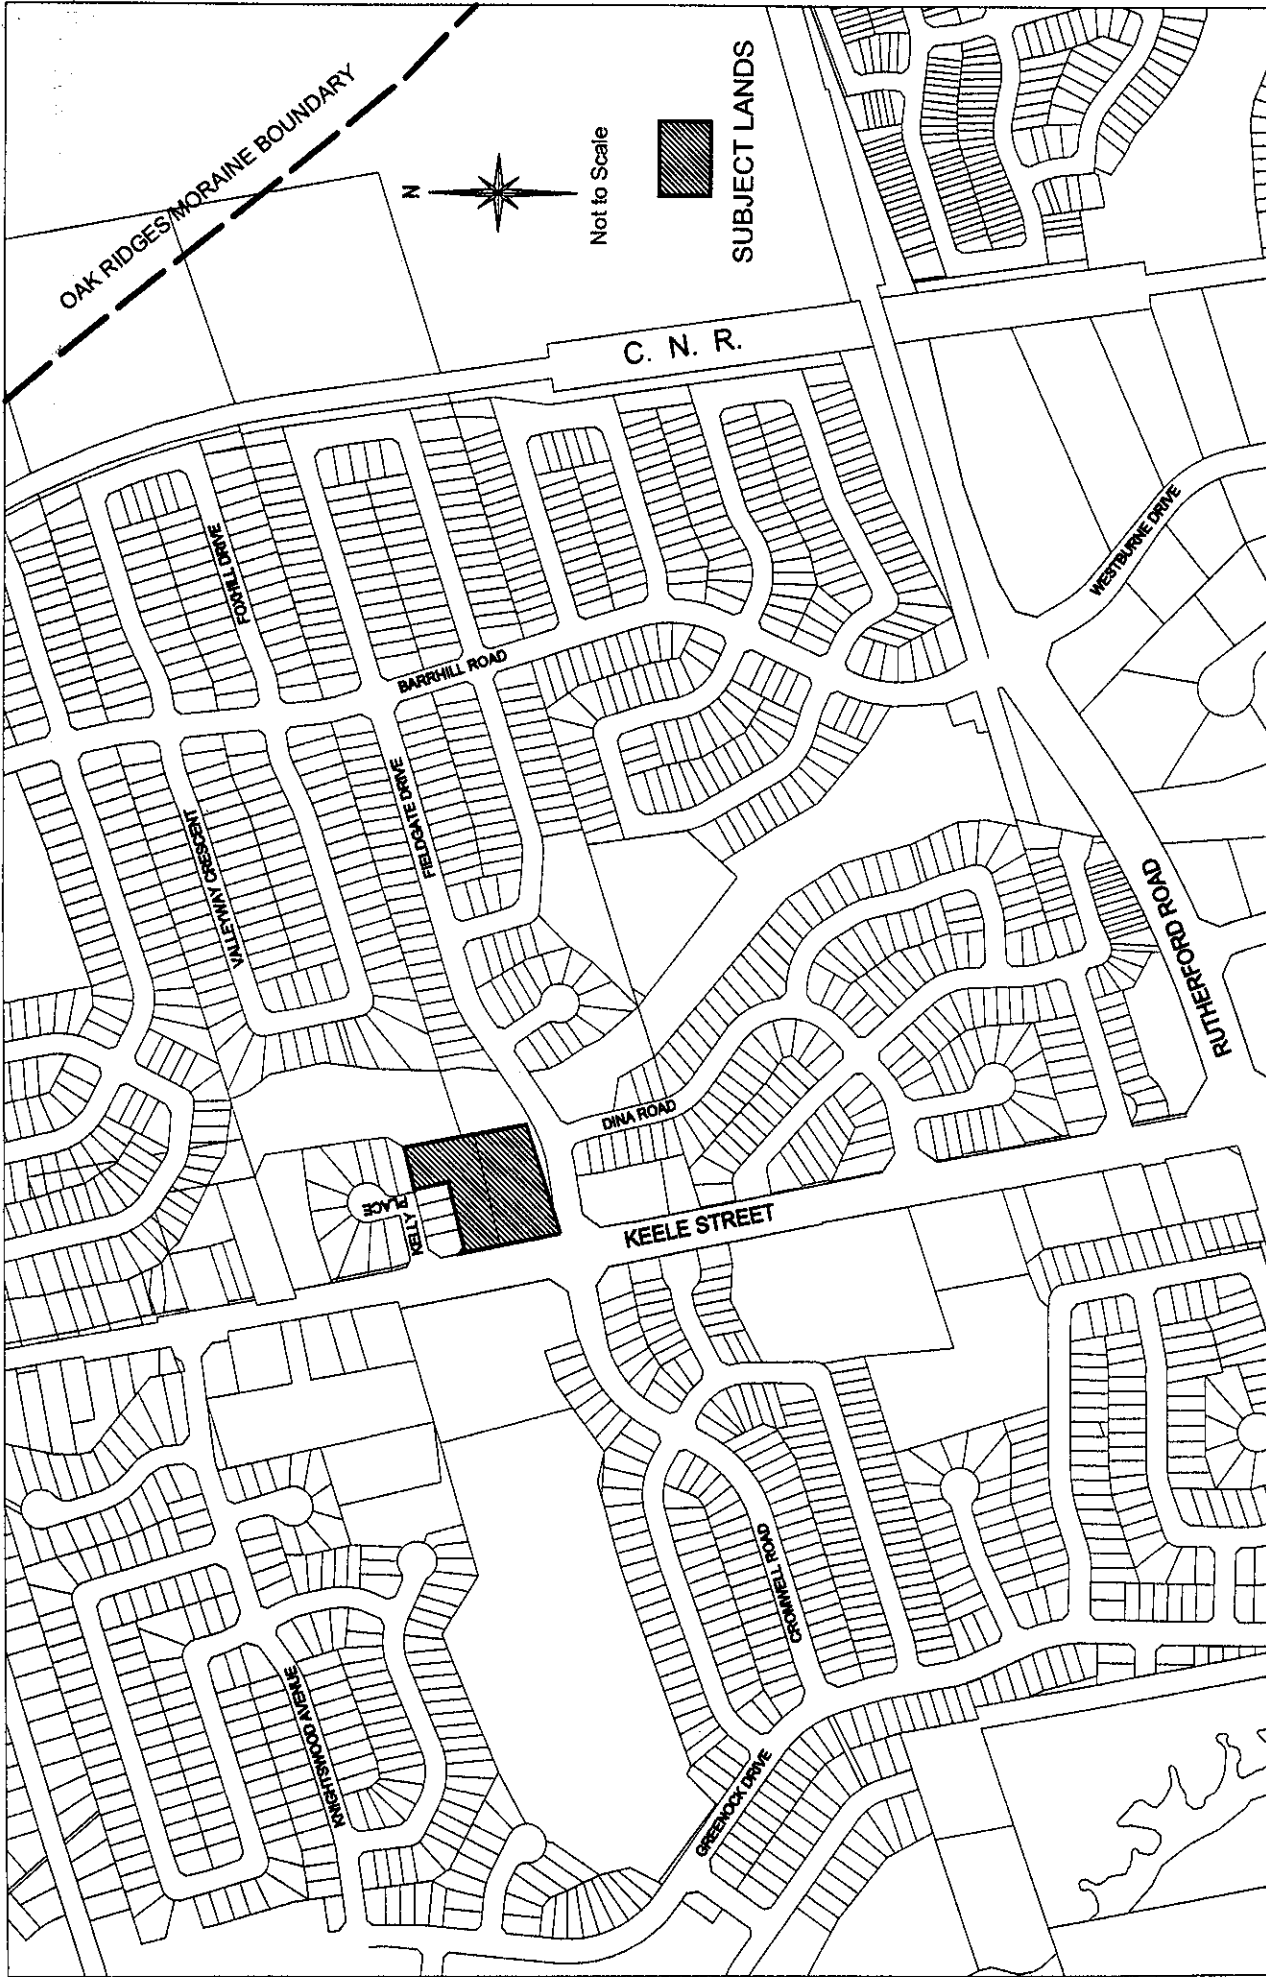 OAK RIDGES MORAINE BOUNDARY
N
Not to Scale
SUBJECT LANDS
C. N. R.
FOXHILL DRIVE
BARRHILL ROAD
WESTBURNE DRIVE
VALLEYWAY CRESCENT
FIELDGATE DRIVE
RUTHERFORD ROAD
DINA ROAD
KELLY
PLACE
KEELE STREET
CROMWELL ROAD
KNIGHTSWOOD AVENUE
GREENOCK DRIVE